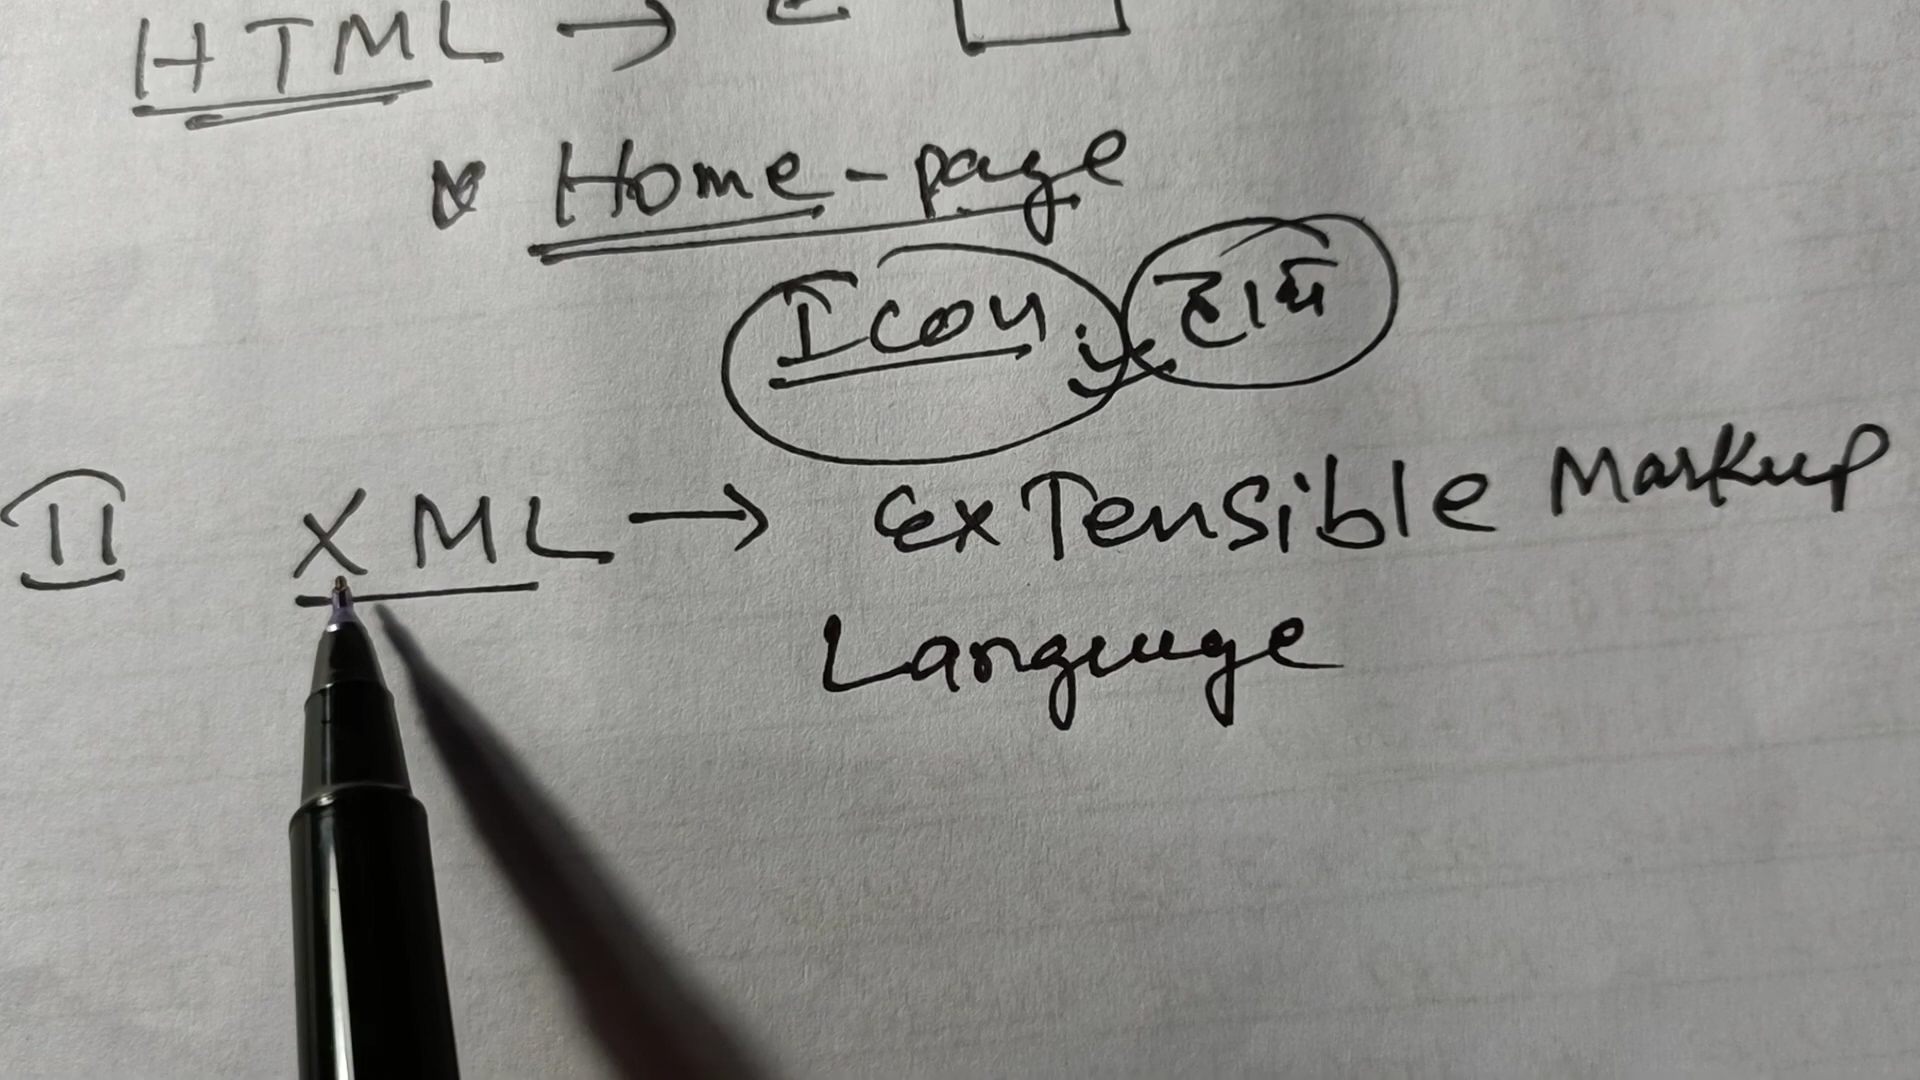 HTML →
Home-page
Icon
II XML → ExTensible Markup
Language